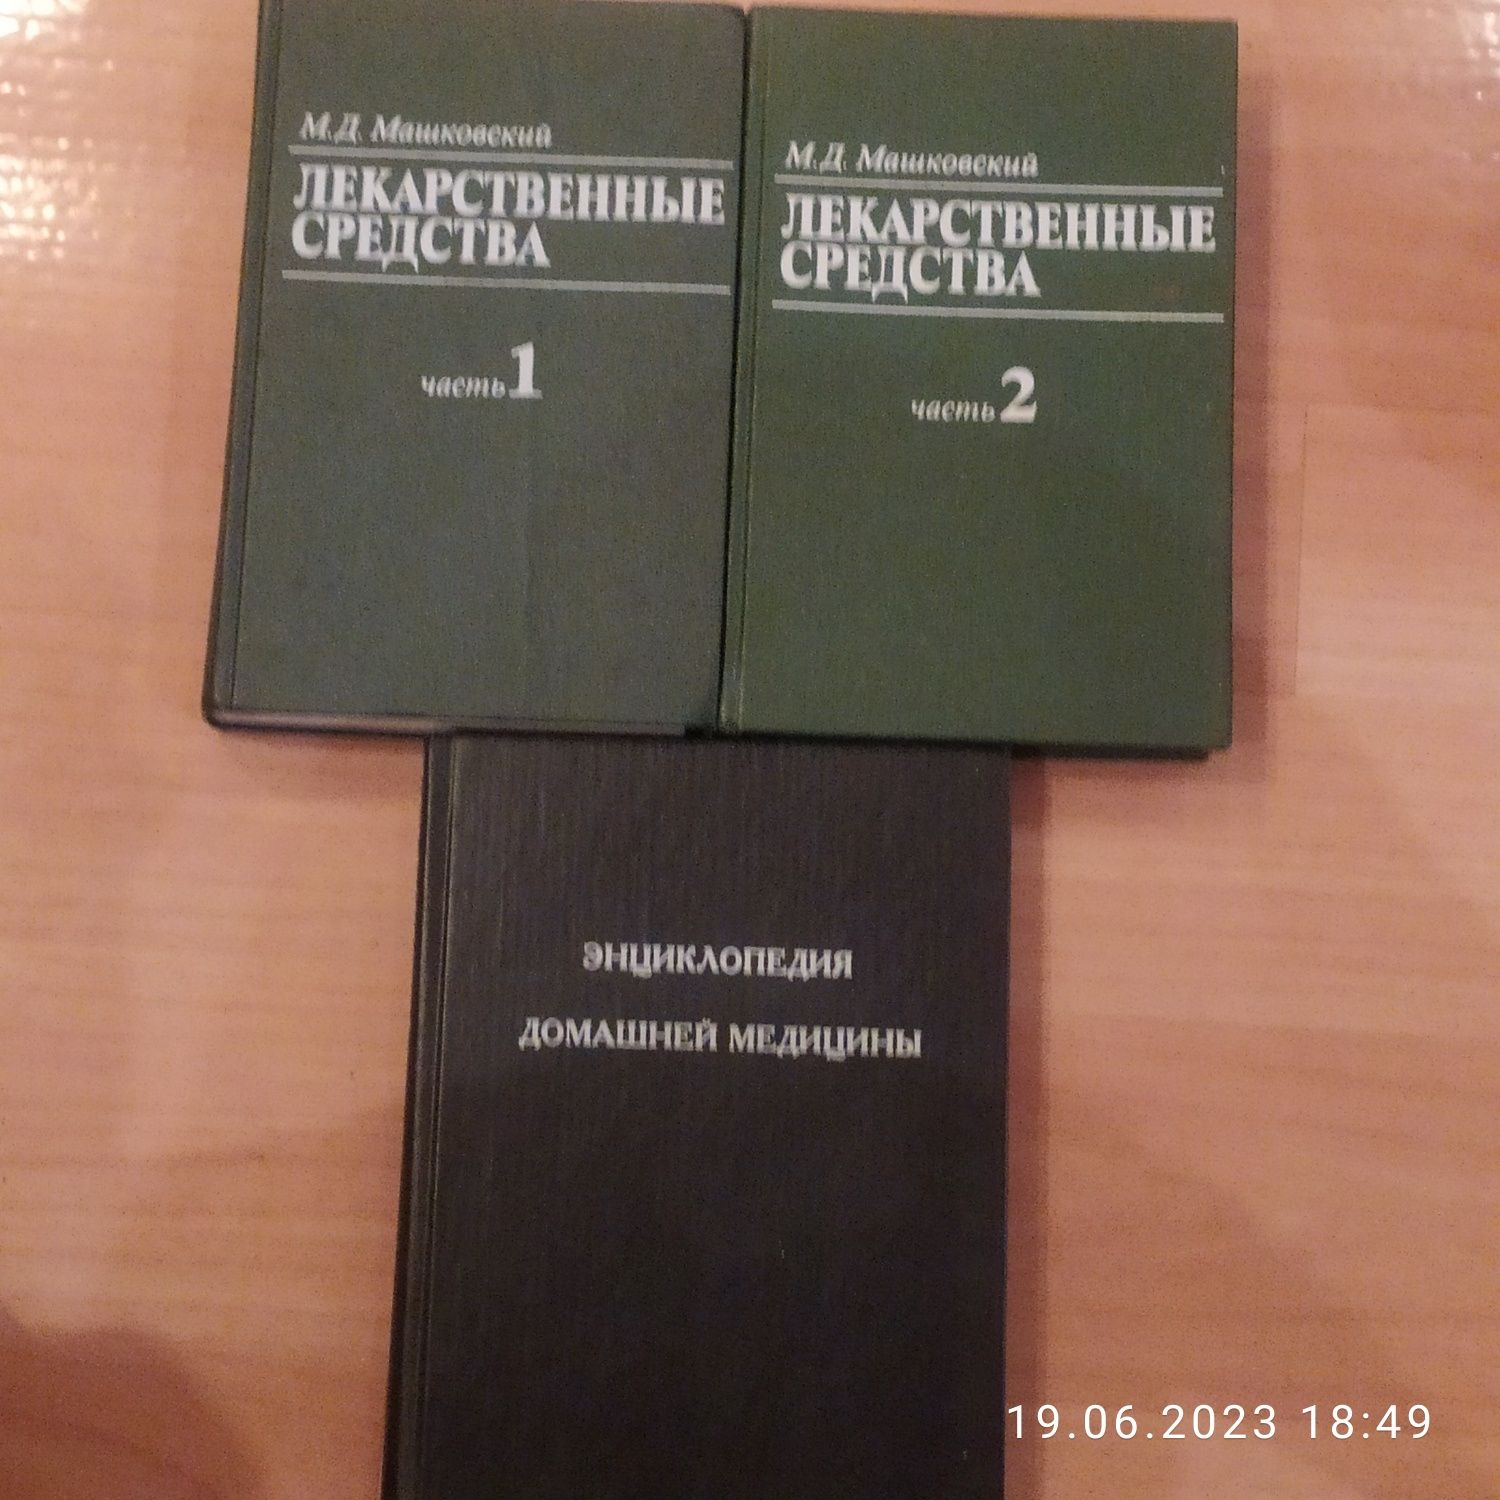 М.Д. Машковский
ЛЕКАРСТВЕННЫЕ
СРЕДСТВА
часть 1
М.Д. Машковский
ЛЕКАРСТВЕННЫЕ
СРЕДСТВА
часть 2
ЭНЦИКЛОПЕДИЯ
ДОМАШНЕЙ МЕДИЦИНЫ
19.06.2023 18:49